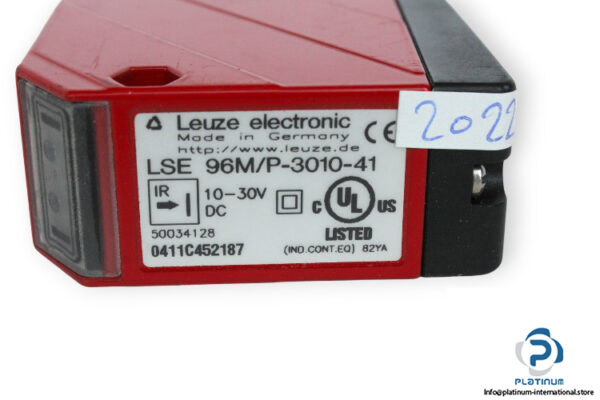 Leuze electronic
Made in Germany
http://www.leuze.de
CE
2022
LSE 96M/P-3010-41
IR
10-30V
DC
C UL US
LISTED
50034128
0411C452187
(IND.CONT.EQ) 82YA
PLATINUM
Info@platinum-international.store